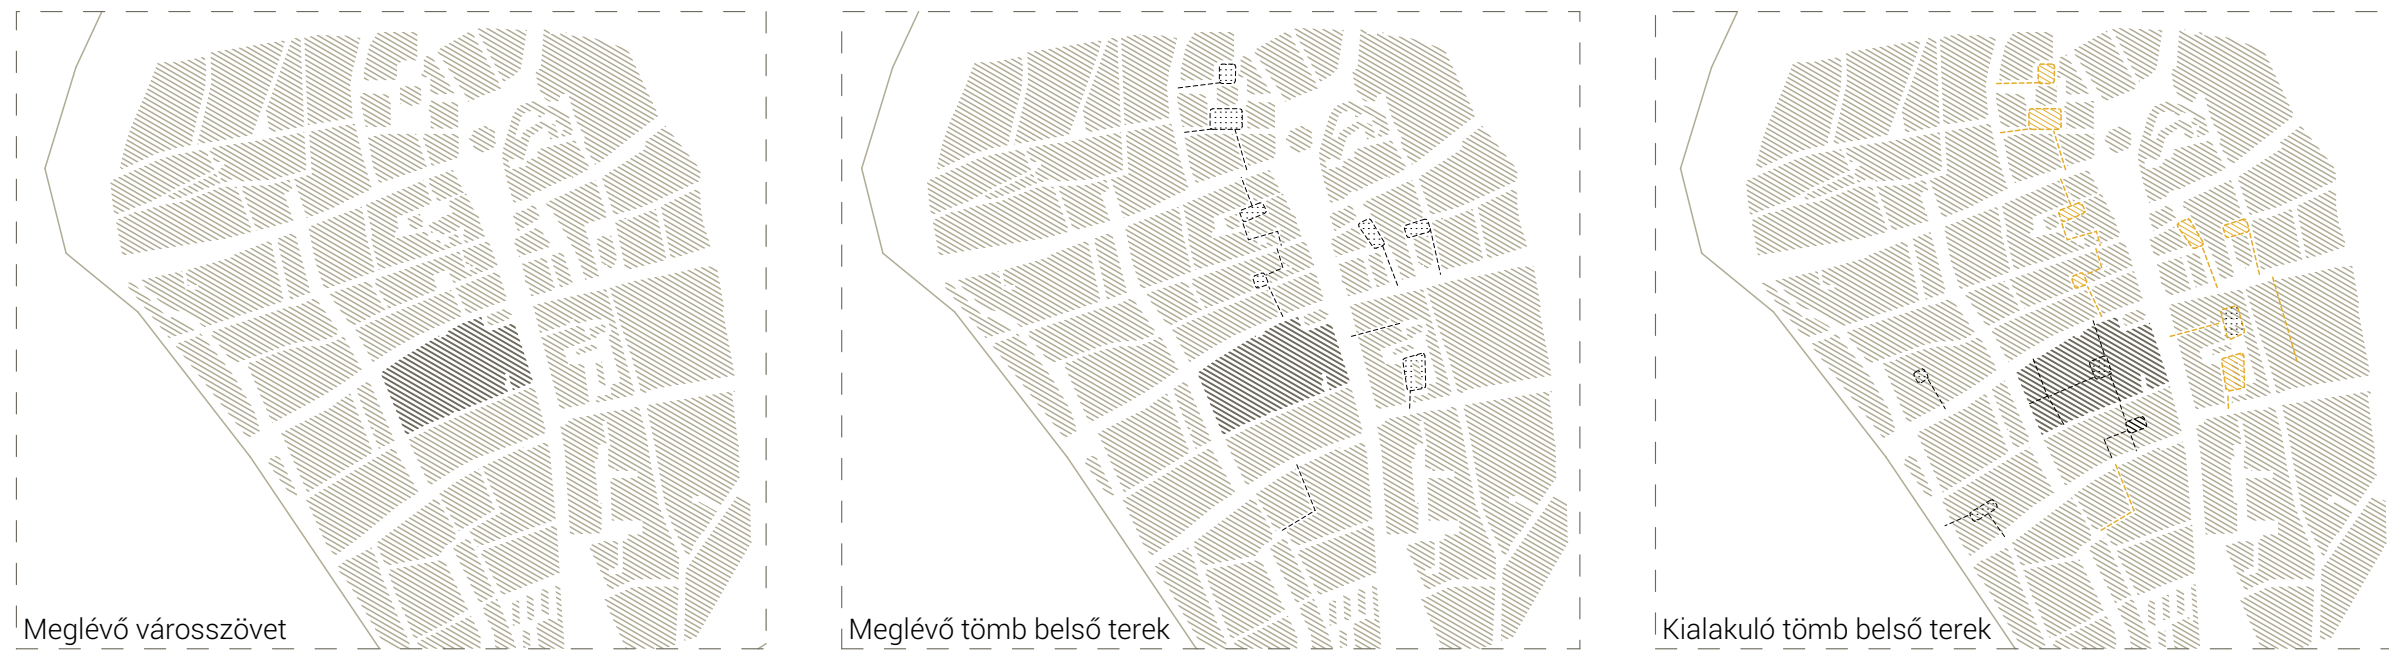 Meglévő városszövet
Meglévő tömb belső terek
Kialakuló tömb belső terek